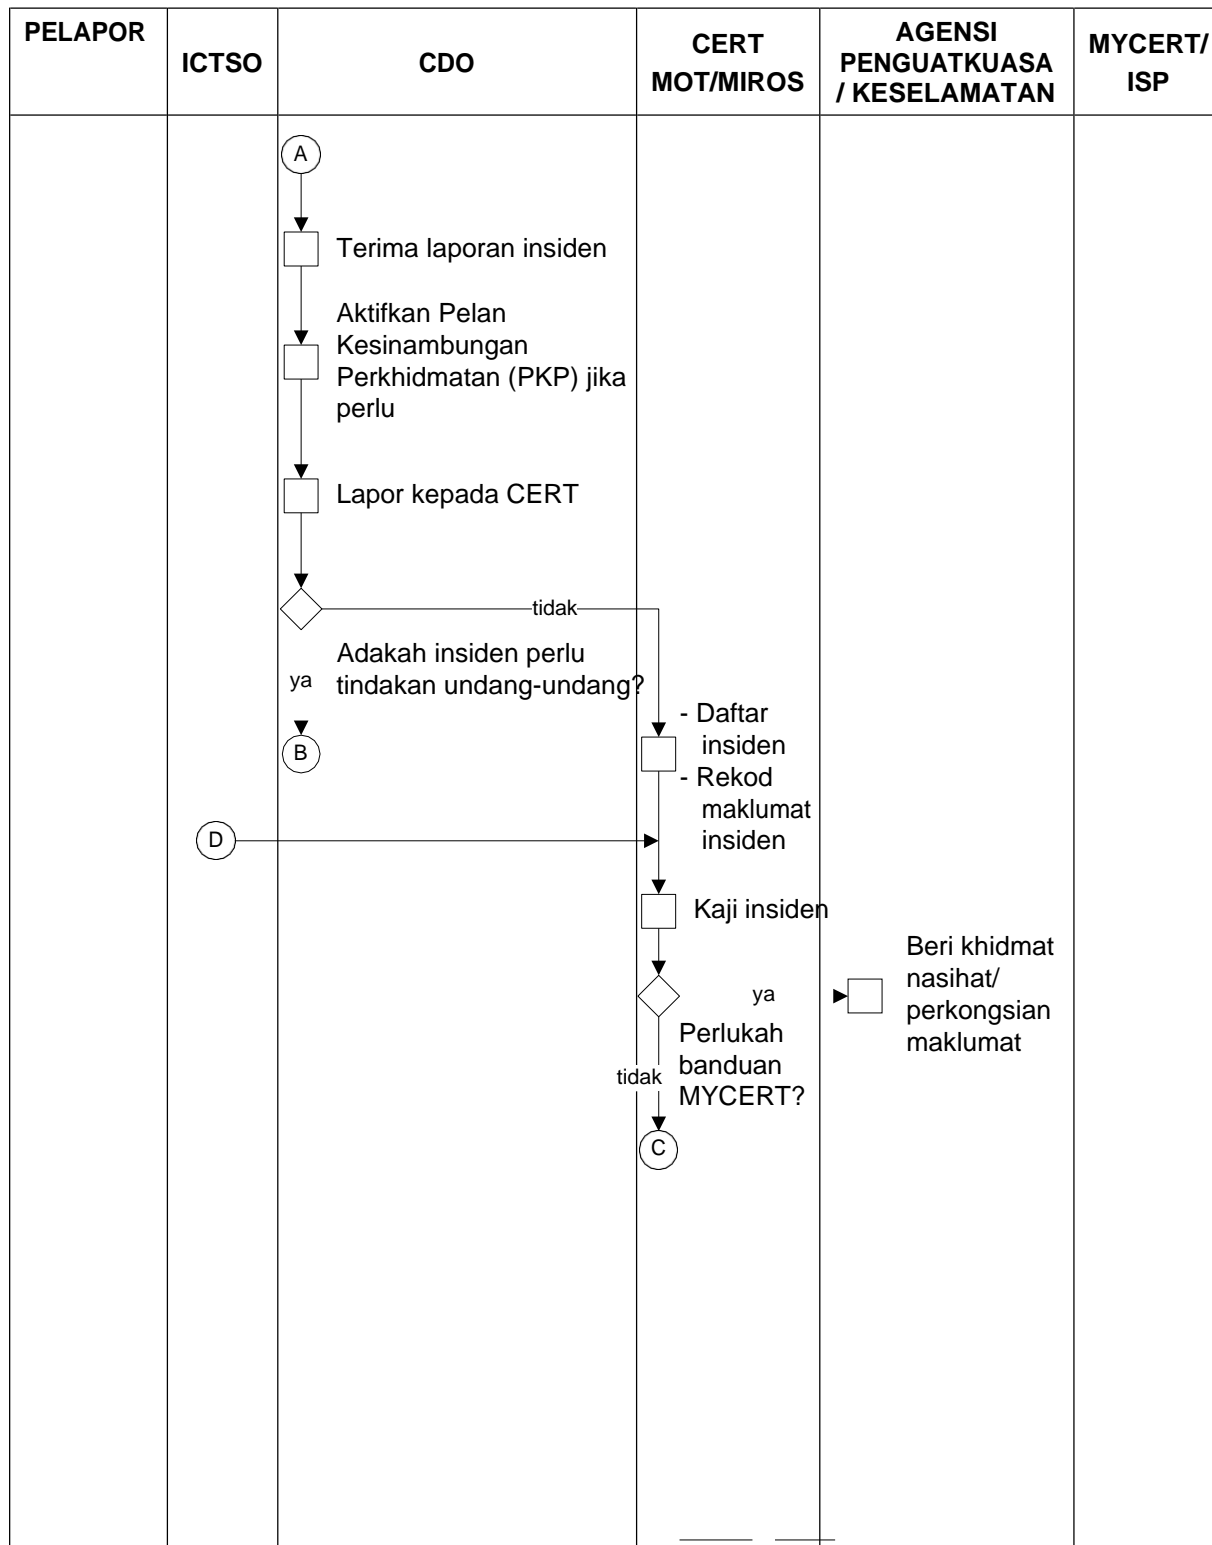 PELAPOR
ICTSO
CDO
CERT
MOT/MIROS
AGENSI
PENGUATKUASA
/ KESELAMATAN
MYCERT/
ISP
A
Terima laporan insiden
Aktifkan Pelan
Kesinambungan
Perkhidmatan (PKP) jika
perlu
Lapor kepada CERT
tidak
Adakah insiden perlu
tindakan undang-undang?
ya
B
- Daftar
insiden
- Rekod
maklumat
insiden
D
Kaji insiden
Beri khidmat
nasihat/
perkongsian
maklumat
ya
Perlukah
banduan
MYCERT?
tidak
C